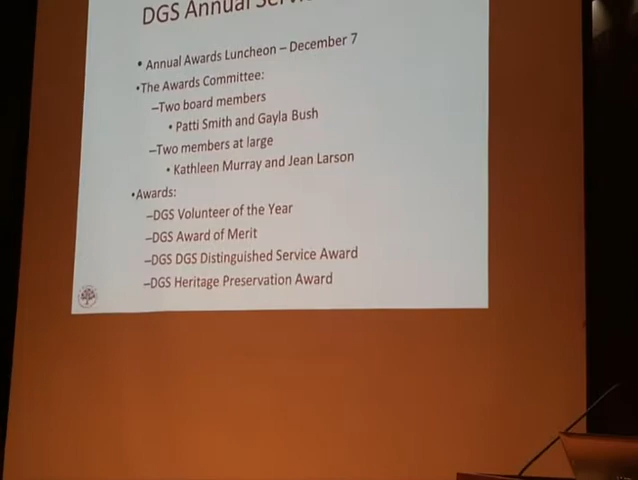 DGS Annual
• Annual Awards Luncheon – December 7
•The Awards Committee:
–Two board members
• Patti Smith and Gayla Bush
–Two members at large
• Kathleen Murray and Jean Larson
•Awards:
–DGS Volunteer of the Year
–DGS Award of Merit
–DGS DGS Distinguished Service Award
–DGS Heritage Preservation Award